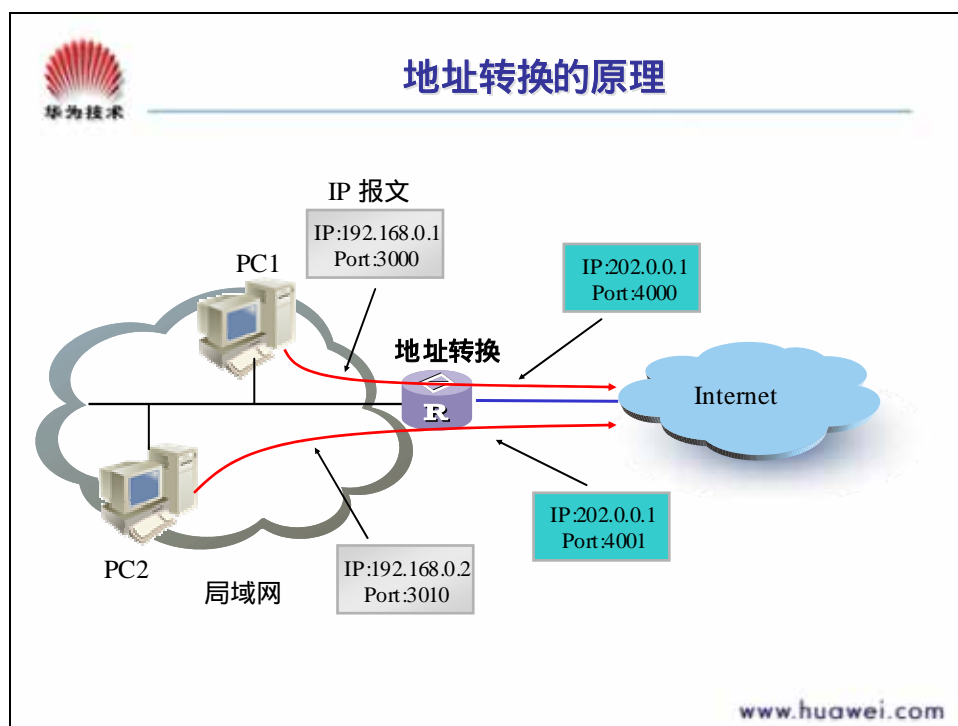 华为技术
地址转换的原理
IP 报文
IP:192.168.0.1
Port:3000
PC1
IP:202.0.0.1
Port:4000
地址转换
R
Internet
IP:202.0.0.1
Port:4001
PC2
局域网
IP:192.168.0.2
Port:3010
www.huawei.com